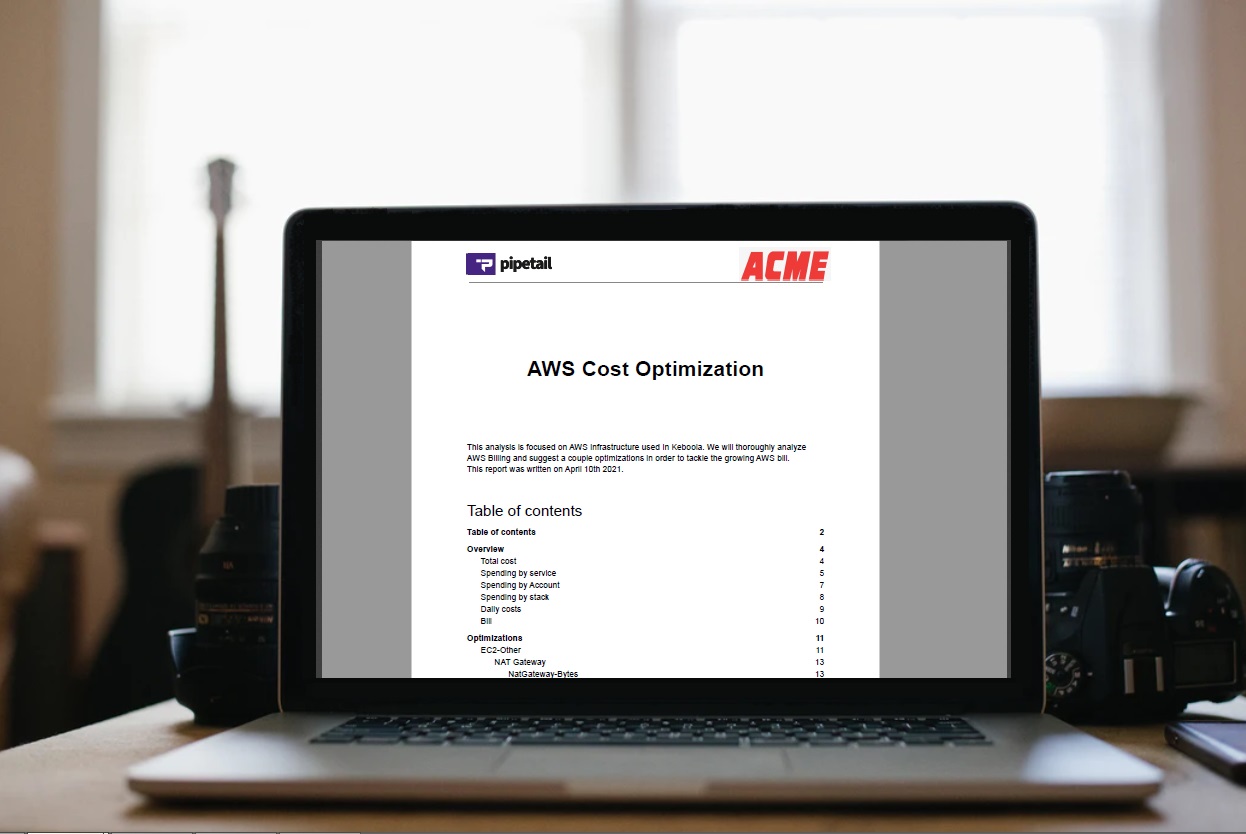 pipetail
ACME
AWS Cost Optimization
This analysis is focused on AWS infrastructure used in Keboola. We will thoroughly analyze
AWS Billing and suggest a couple optimizations in order to tackle the growing AWS bill.
This report was written on April 10th 2021.
Table of contents
Table of contents 2
Overview 4
Total cost 4
Spending by service 5
Spending by Account 7
Spending by stack 8
Daily costs 9
Bill 10
Optimizations 11
EC2-Other 11
NAT Gateway 13
NatGateway-Bytes 13
Nikon